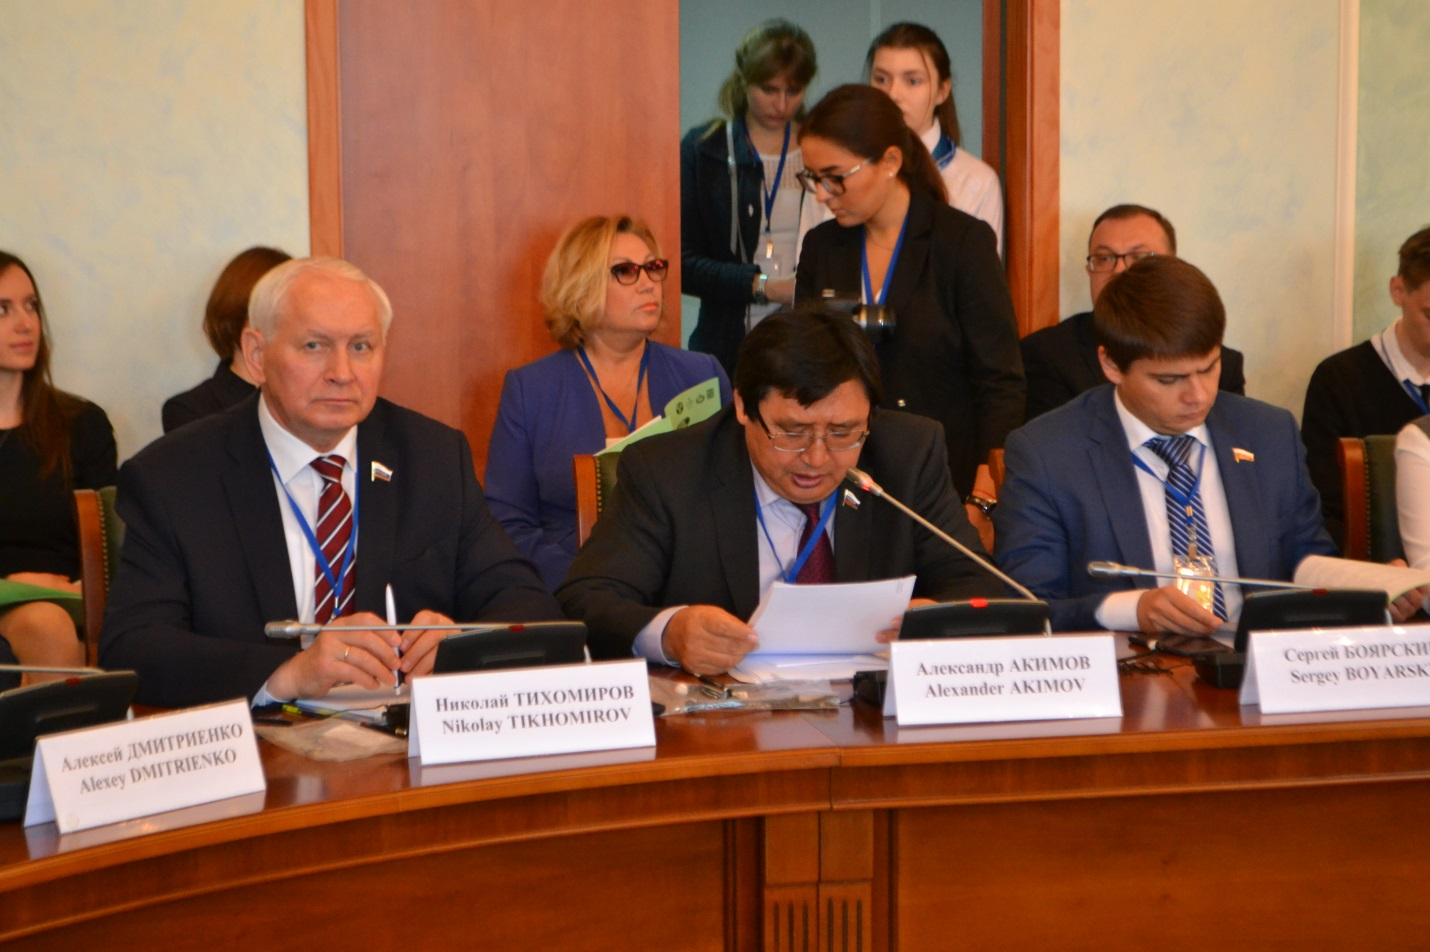 Алексей ДМИТРИЕНКО
Alexey DMITRIENKO
Николай ТИХОМИРОВ
Nikolay TIKHOMIROV
Александр АКИМОВ
Alexander AKIMOV
Сергей
Sergey